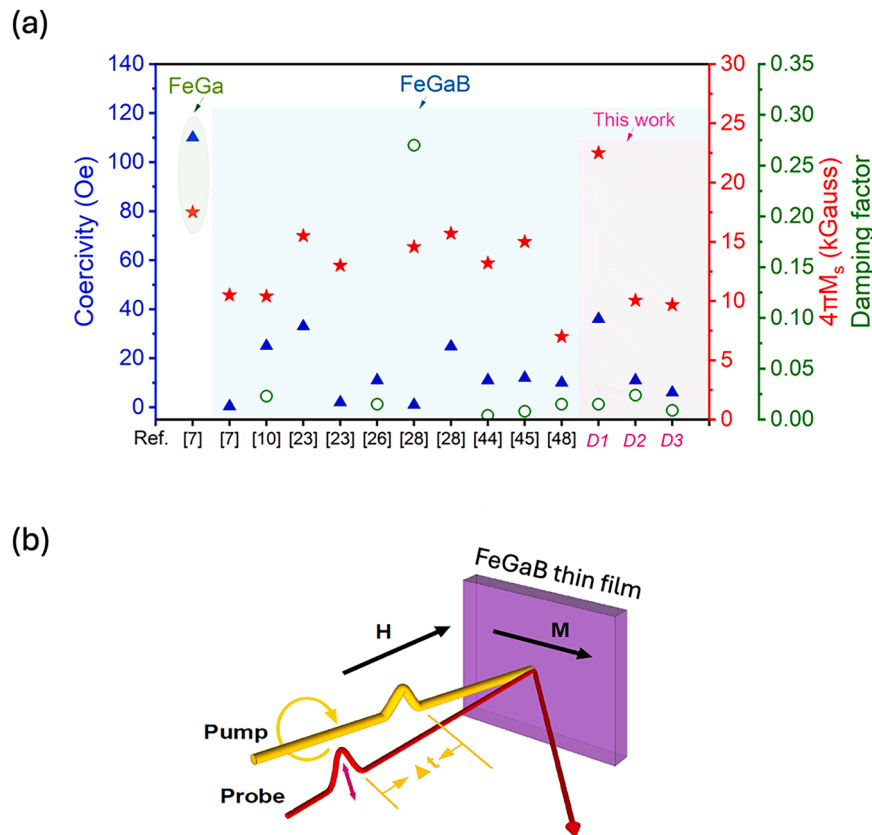 (a)
140 30 0.35
FeGa FeGaB
120 25 0.30
This work
100 20 0.25
80 0.20
60 15 0.15
40 10 0.10
20 5 0.05
0 0 0.00
Coercivity (Oe)
4πMs (kGauss)
Damping factor
Ref. [7] [7] [10] [23] [23] [26] [28] [28] [44] [45] [48] D1 D2 D3
(b)
FeGaB thin film
H M
Pump
Δt
Probe